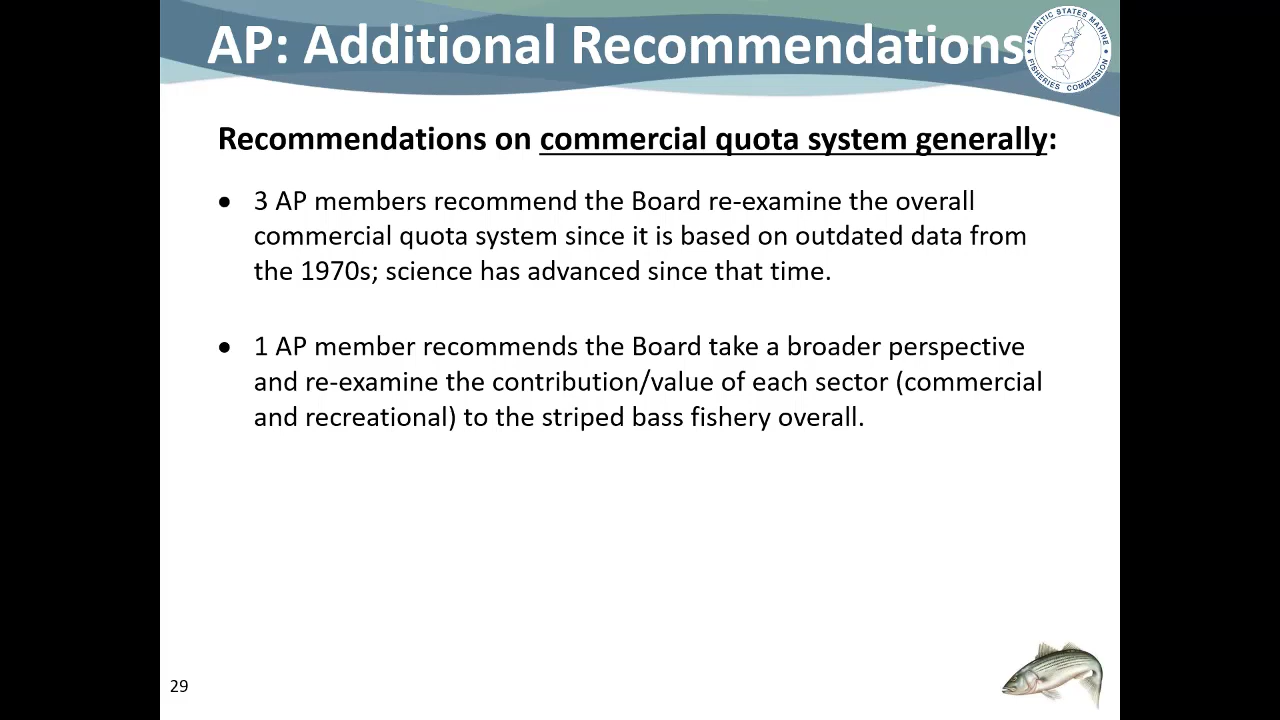 AP: Additional Recommendations
ATLANTIC STATES MARINE
FISHERIES COMMISSION
Recommendations on commercial quota system generally:
• 3 AP members recommend the Board re-examine the overall
commercial quota system since it is based on outdated data from
the 1970s; science has advanced since that time.
• 1 AP member recommends the Board take a broader perspective
and re-examine the contribution/value of each sector (commercial
and recreational) to the striped bass fishery overall.
29